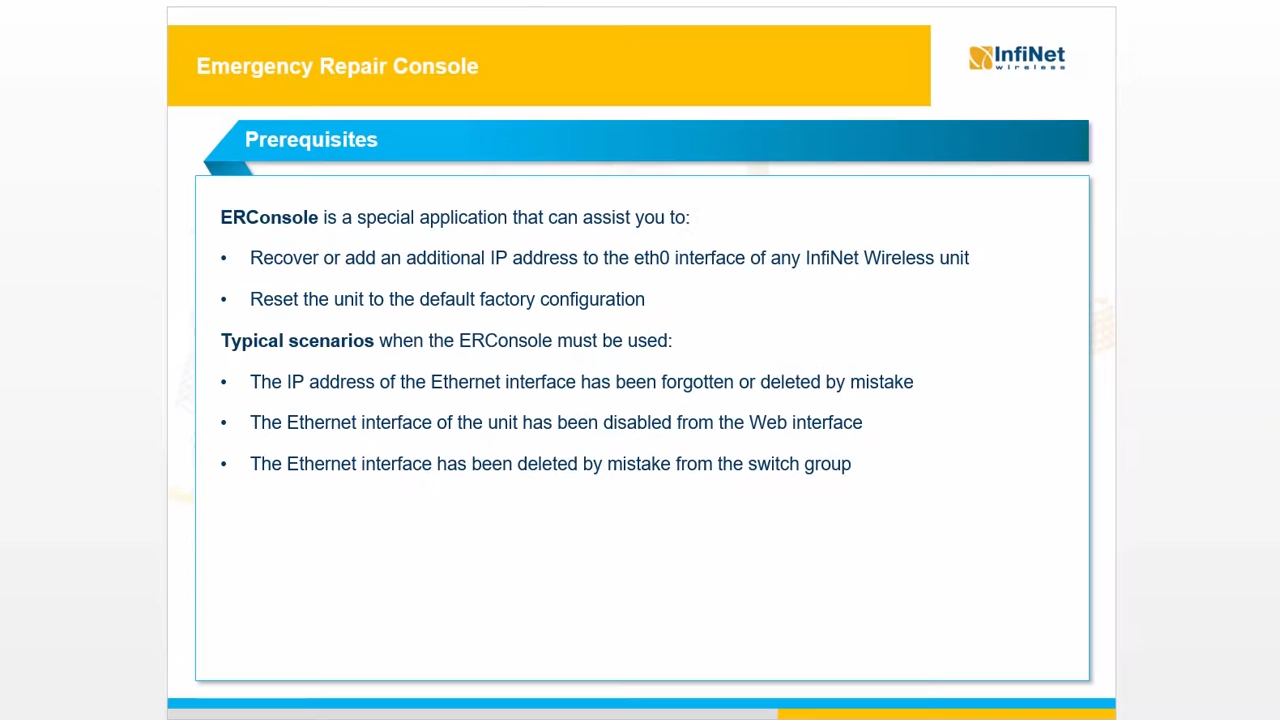 Emergency Repair Console
InfiNet
wireless
Prerequisites
ERConsole is a special application that can assist you to:
• Recover or add an additional IP address to the eth0 interface of any InfiNet Wireless unit
• Reset the unit to the default factory configuration
Typical scenarios when the ERConsole must be used:
• The IP address of the Ethernet interface has been forgotten or deleted by mistake
• The Ethernet interface of the unit has been disabled from the Web interface
• The Ethernet interface has been deleted by mistake from the switch group